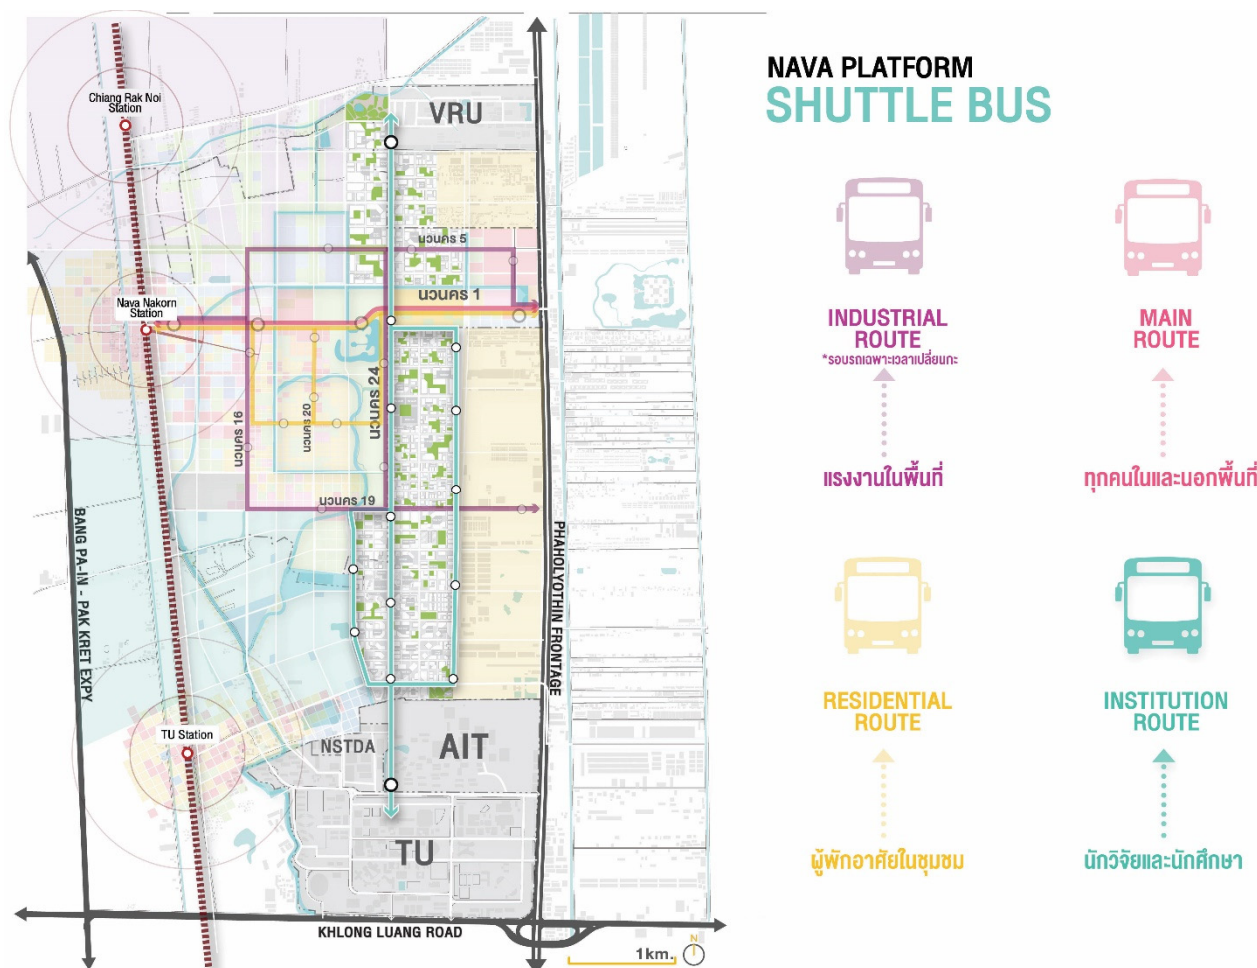 NAVA PLATFORM
SHUTTLE BUS
Chiang Rak Noi
Station
VRU
นวนคร 5
นวนคร 1
Nava Nakorn
Station
นวนคร 24
นวนคร 16
นวนคร 20
นวนคร 19
BANG PA-IN - PAK KRET EXPY
PHAHOLYOTHIN FRONTAGE
TU Station
NSTDA
AIT
TU
KHLONG LUANG ROAD
1km.
N
INDUSTRIAL
ROUTE
*รอบรถเฉพาะเวลาเปลี่ยนกะ
แรงงานในพื้นที่
MAIN
ROUTE
ทุกคนในและนอกพื้นที่
RESIDENTIAL
ROUTE
ผู้พักอาศัยในชุมชม
INSTITUTION
ROUTE
นักวิจัยและนักศึกษา